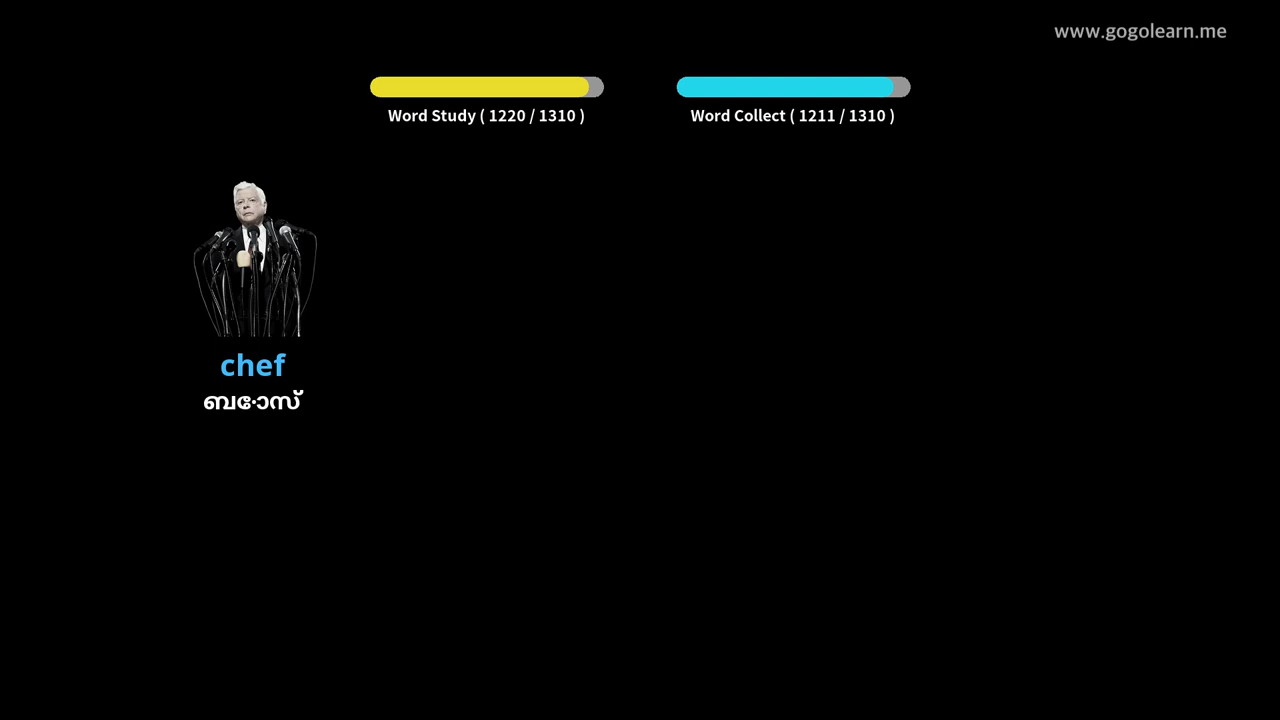 www.gogolearn.me
Word Study ( 1220 / 1310 )
Word Collect ( 1211 / 1310 )
chef
ബോസ്